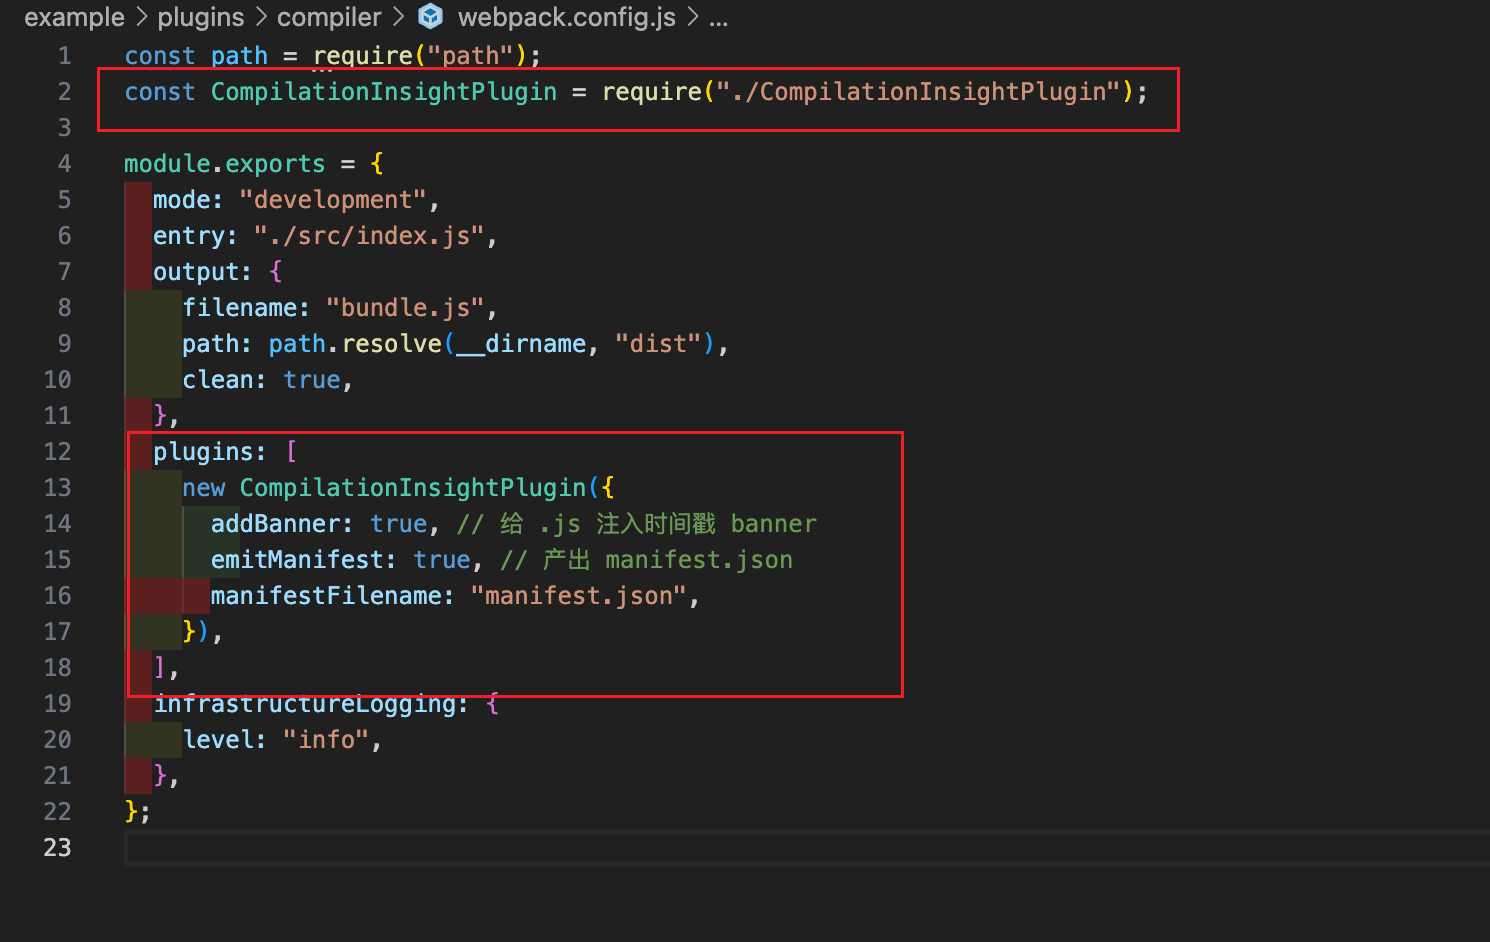 example > plugins > compiler > webpack.config.js > ...
1 const path = require("path");
2 const CompilationInsightPlugin = require("./CompilationInsightPlugin");
3
4 module.exports = {
5 mode: "development",
6 entry: "./src/index.js",
7 output: {
8 filename: "bundle.js",
9 path: path.resolve(__dirname, "dist"),
10 clean: true,
11 },
12 plugins: [
13 new CompilationInsightPlugin({
14 addBanner: true, // 给 .js 注入时间戳 banner
15 emitManifest: true, // 产出 manifest.json
16 manifestFilename: "manifest.json",
17 }),
18 ],
19 infrastructureLogging: {
20 level: "info",
21 },
22 };
23